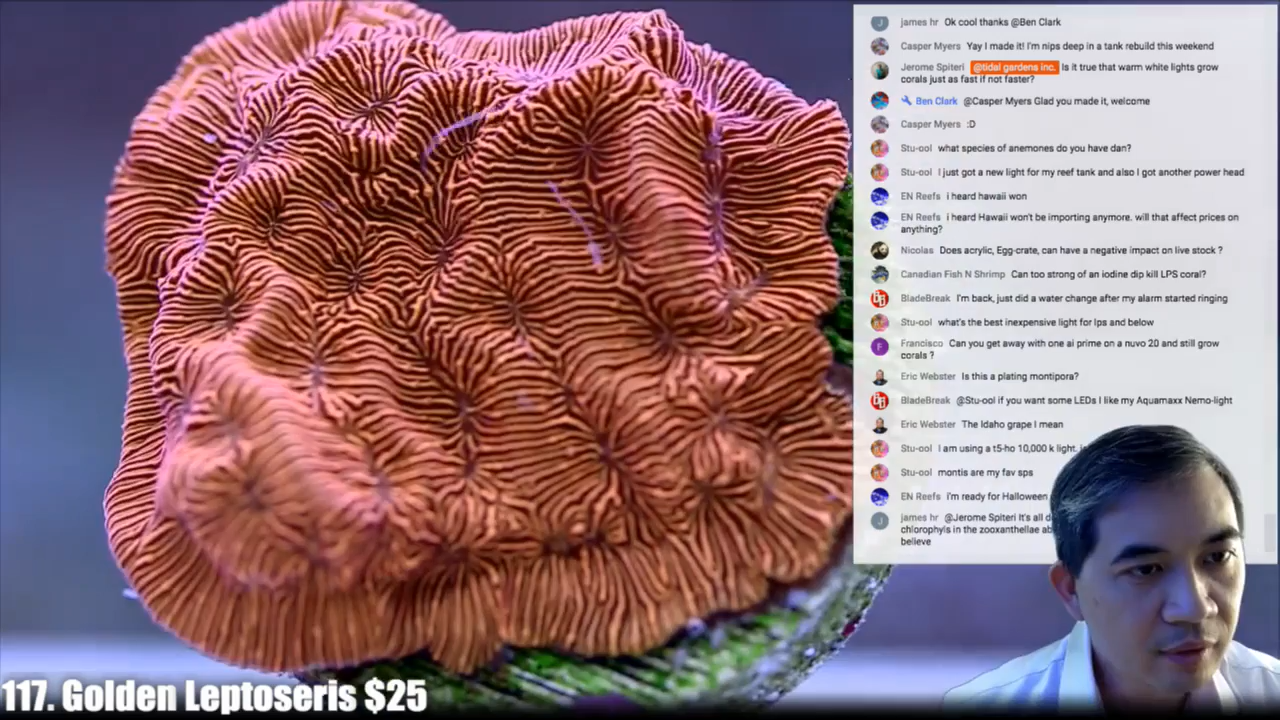 J james hr Ok cool thanks @Ben Clark
Casper Myers Yay I made it! I'm nips deep in a tank rebuild this weekend
Jerome Spiteri @tidal gardens inc. Is it true that warm white lights grow
corals just as fast if not faster?
Ben Clark @Casper Myers Glad you made it, welcome
Casper Myers :D
Stu-ool what species of anemones do you have dan?
Stu-ool I just got a new light for my reef tank and also I got another power head
EN Reefs i heard hawaii won
EN Reefs i heard Hawaii won't be importing anymore. will that affect prices on
anything?
Nicolas Does acrylic, Egg-crate, can have a negative impact on live stock ?
Canadian Fish N Shrimp Can too strong of an iodine dip kill LPS coral?
BladeBreak I'm back, just did a water change after my alarm started ringing
Stu-ool what's the best inexpensive light for lps and below
F Francisco Can you get away with one ai prime on a nuvo 20 and still grow
corals ?
Eric Webster Is this a plating montipora?
BladeBreak @Stu-ool if you want some LEDs I like my Aquamaxx Nemo-light
Eric Webster The Idaho grape I mean
Stu-ool I am using a t5-ho 10,000 k light.
Stu-ool montis are my fav sps
EN Reefs i'm ready for Halloween
J james hr @Jerome Spiteri It's all
chlorophyls in the zooxanthellae
believe
117. Golden Leptoseris $25